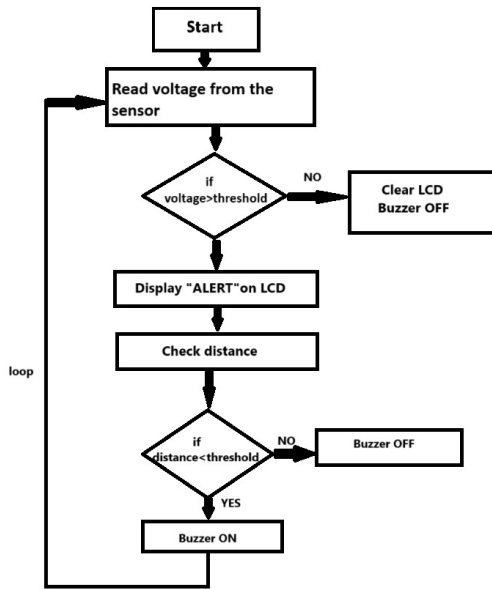 Start
Read voltage from the
sensor
if
voltage>threshold
NO
Clear LCD
Buzzer OFF
Display "ALERT"on LCD
Check distance
loop
if
distance<threshold
NO
Buzzer OFF
YES
Buzzer ON